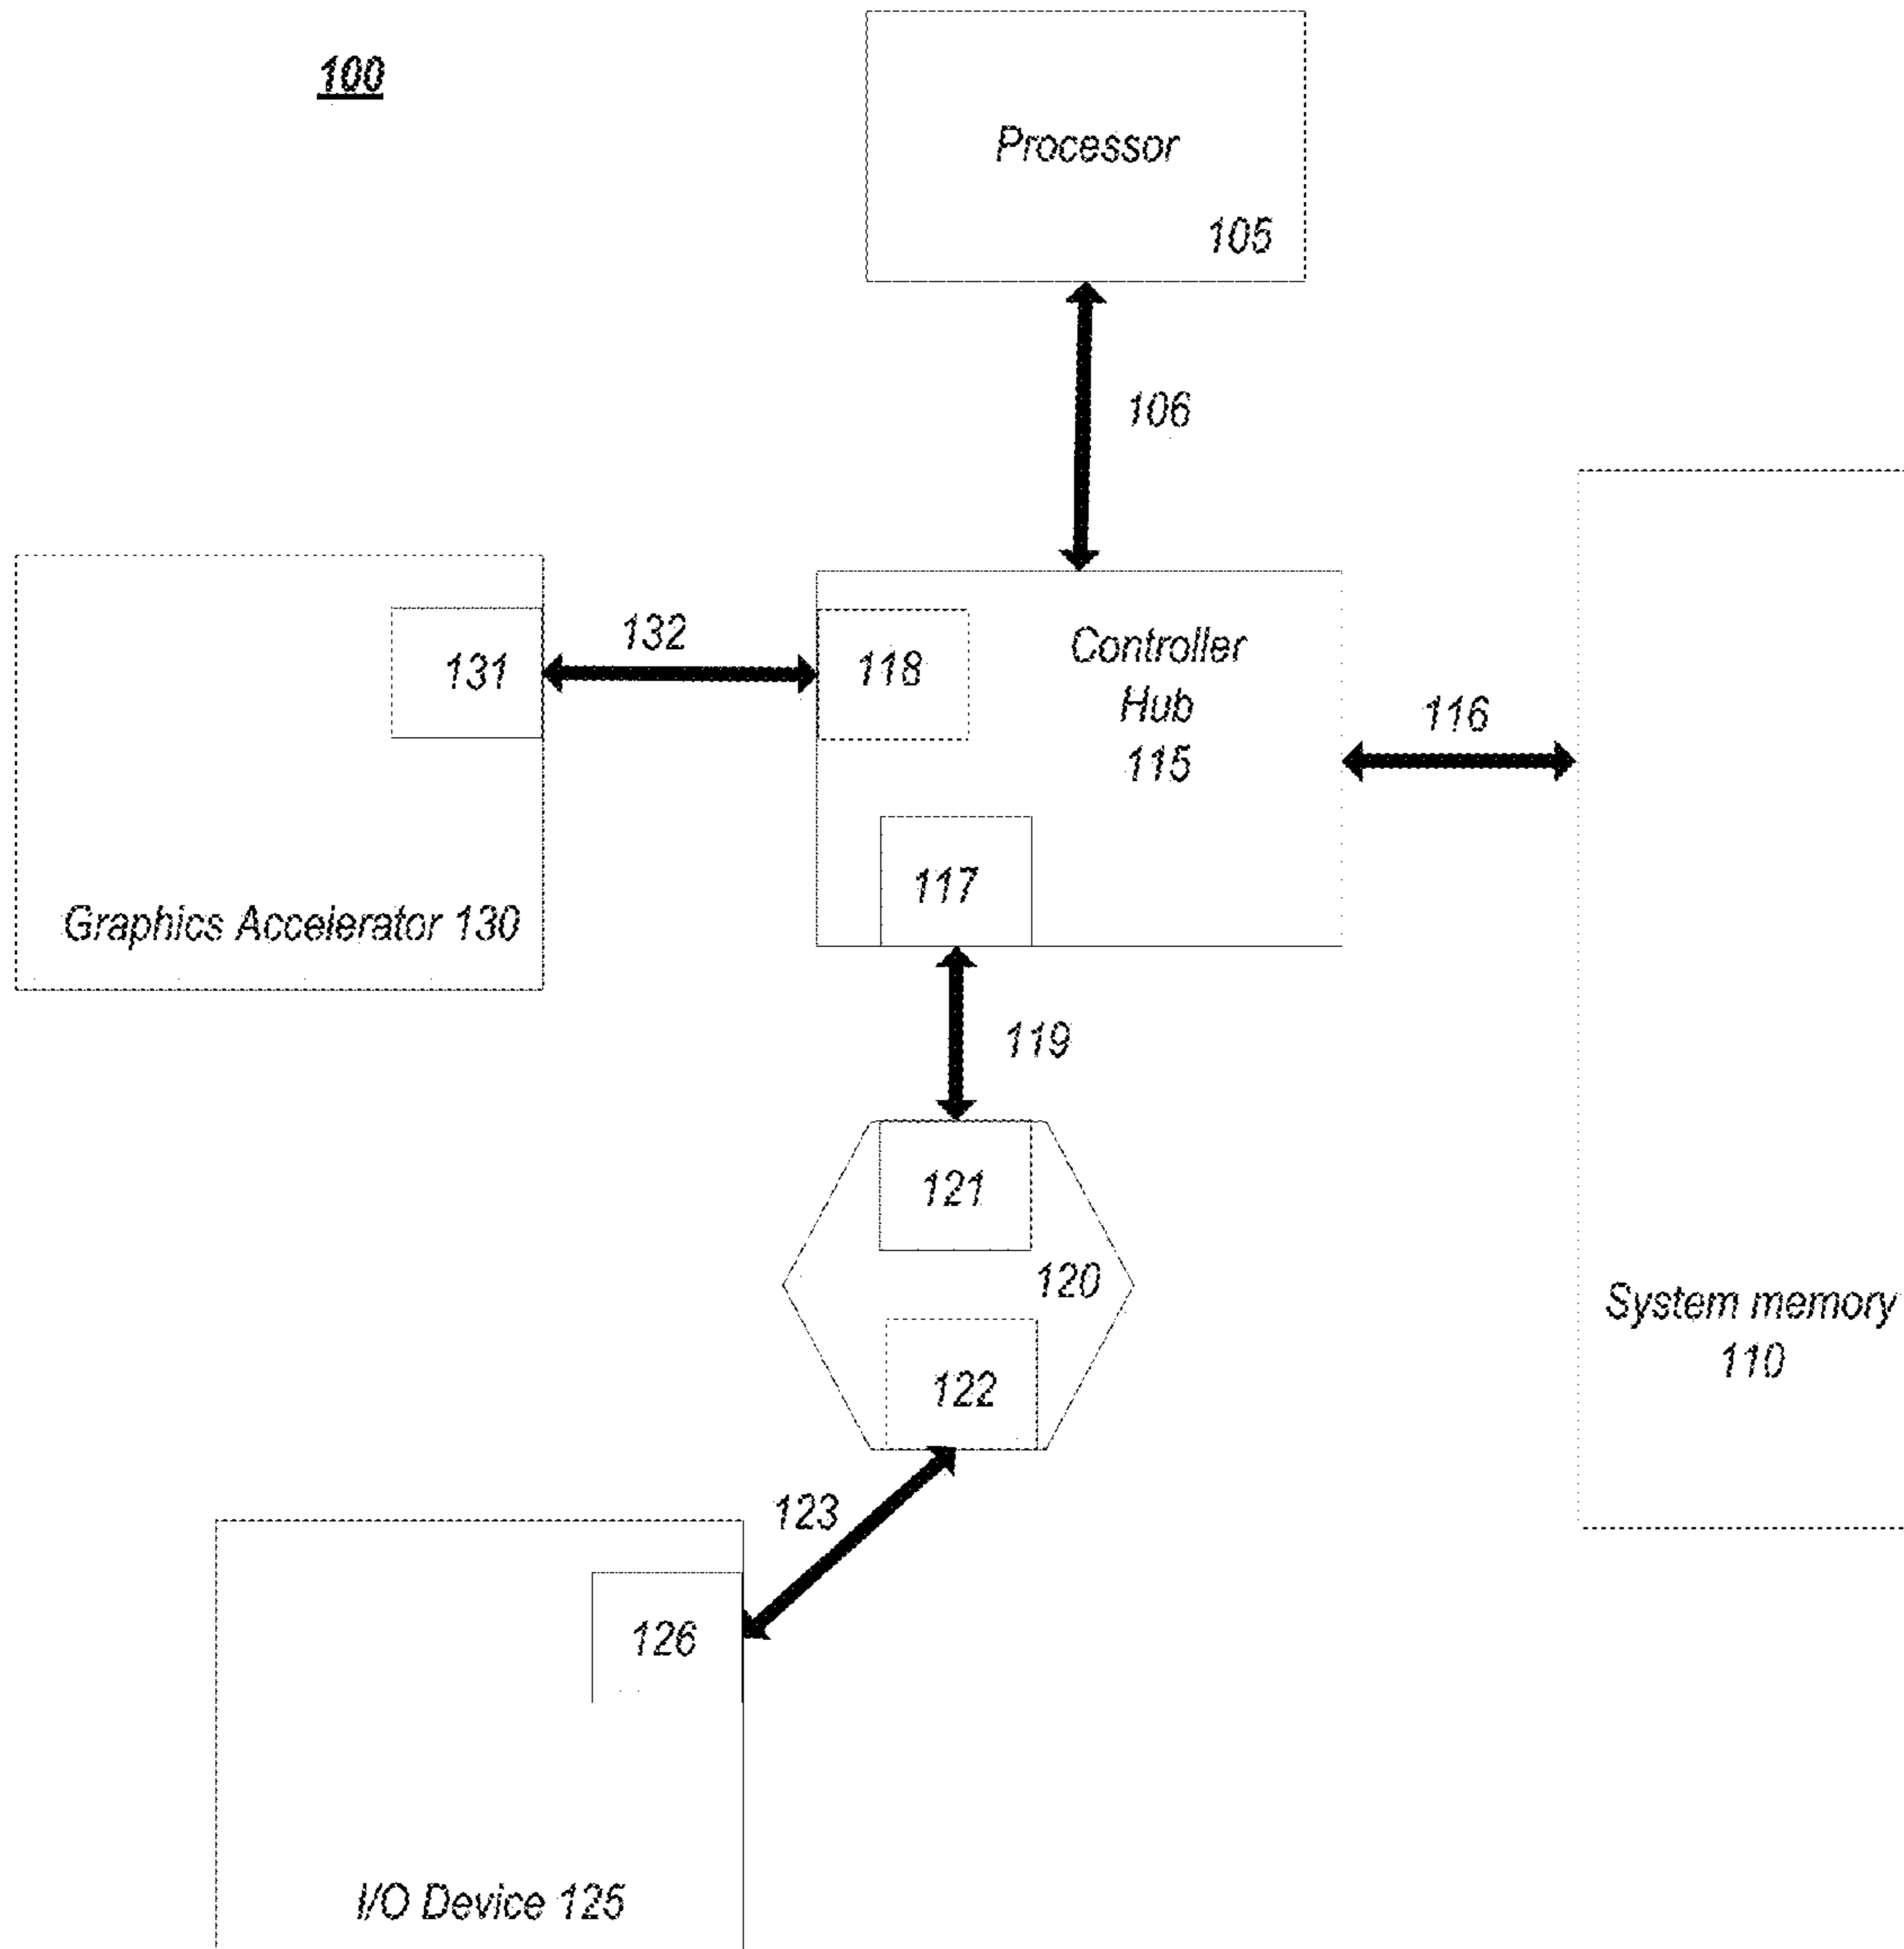 100
Processor
105
106
132
131
118
Controller
Hub
115
116
117
Graphics Accelerator 130
119
121
120
System memory
110
122
123
126
I/O Device 125